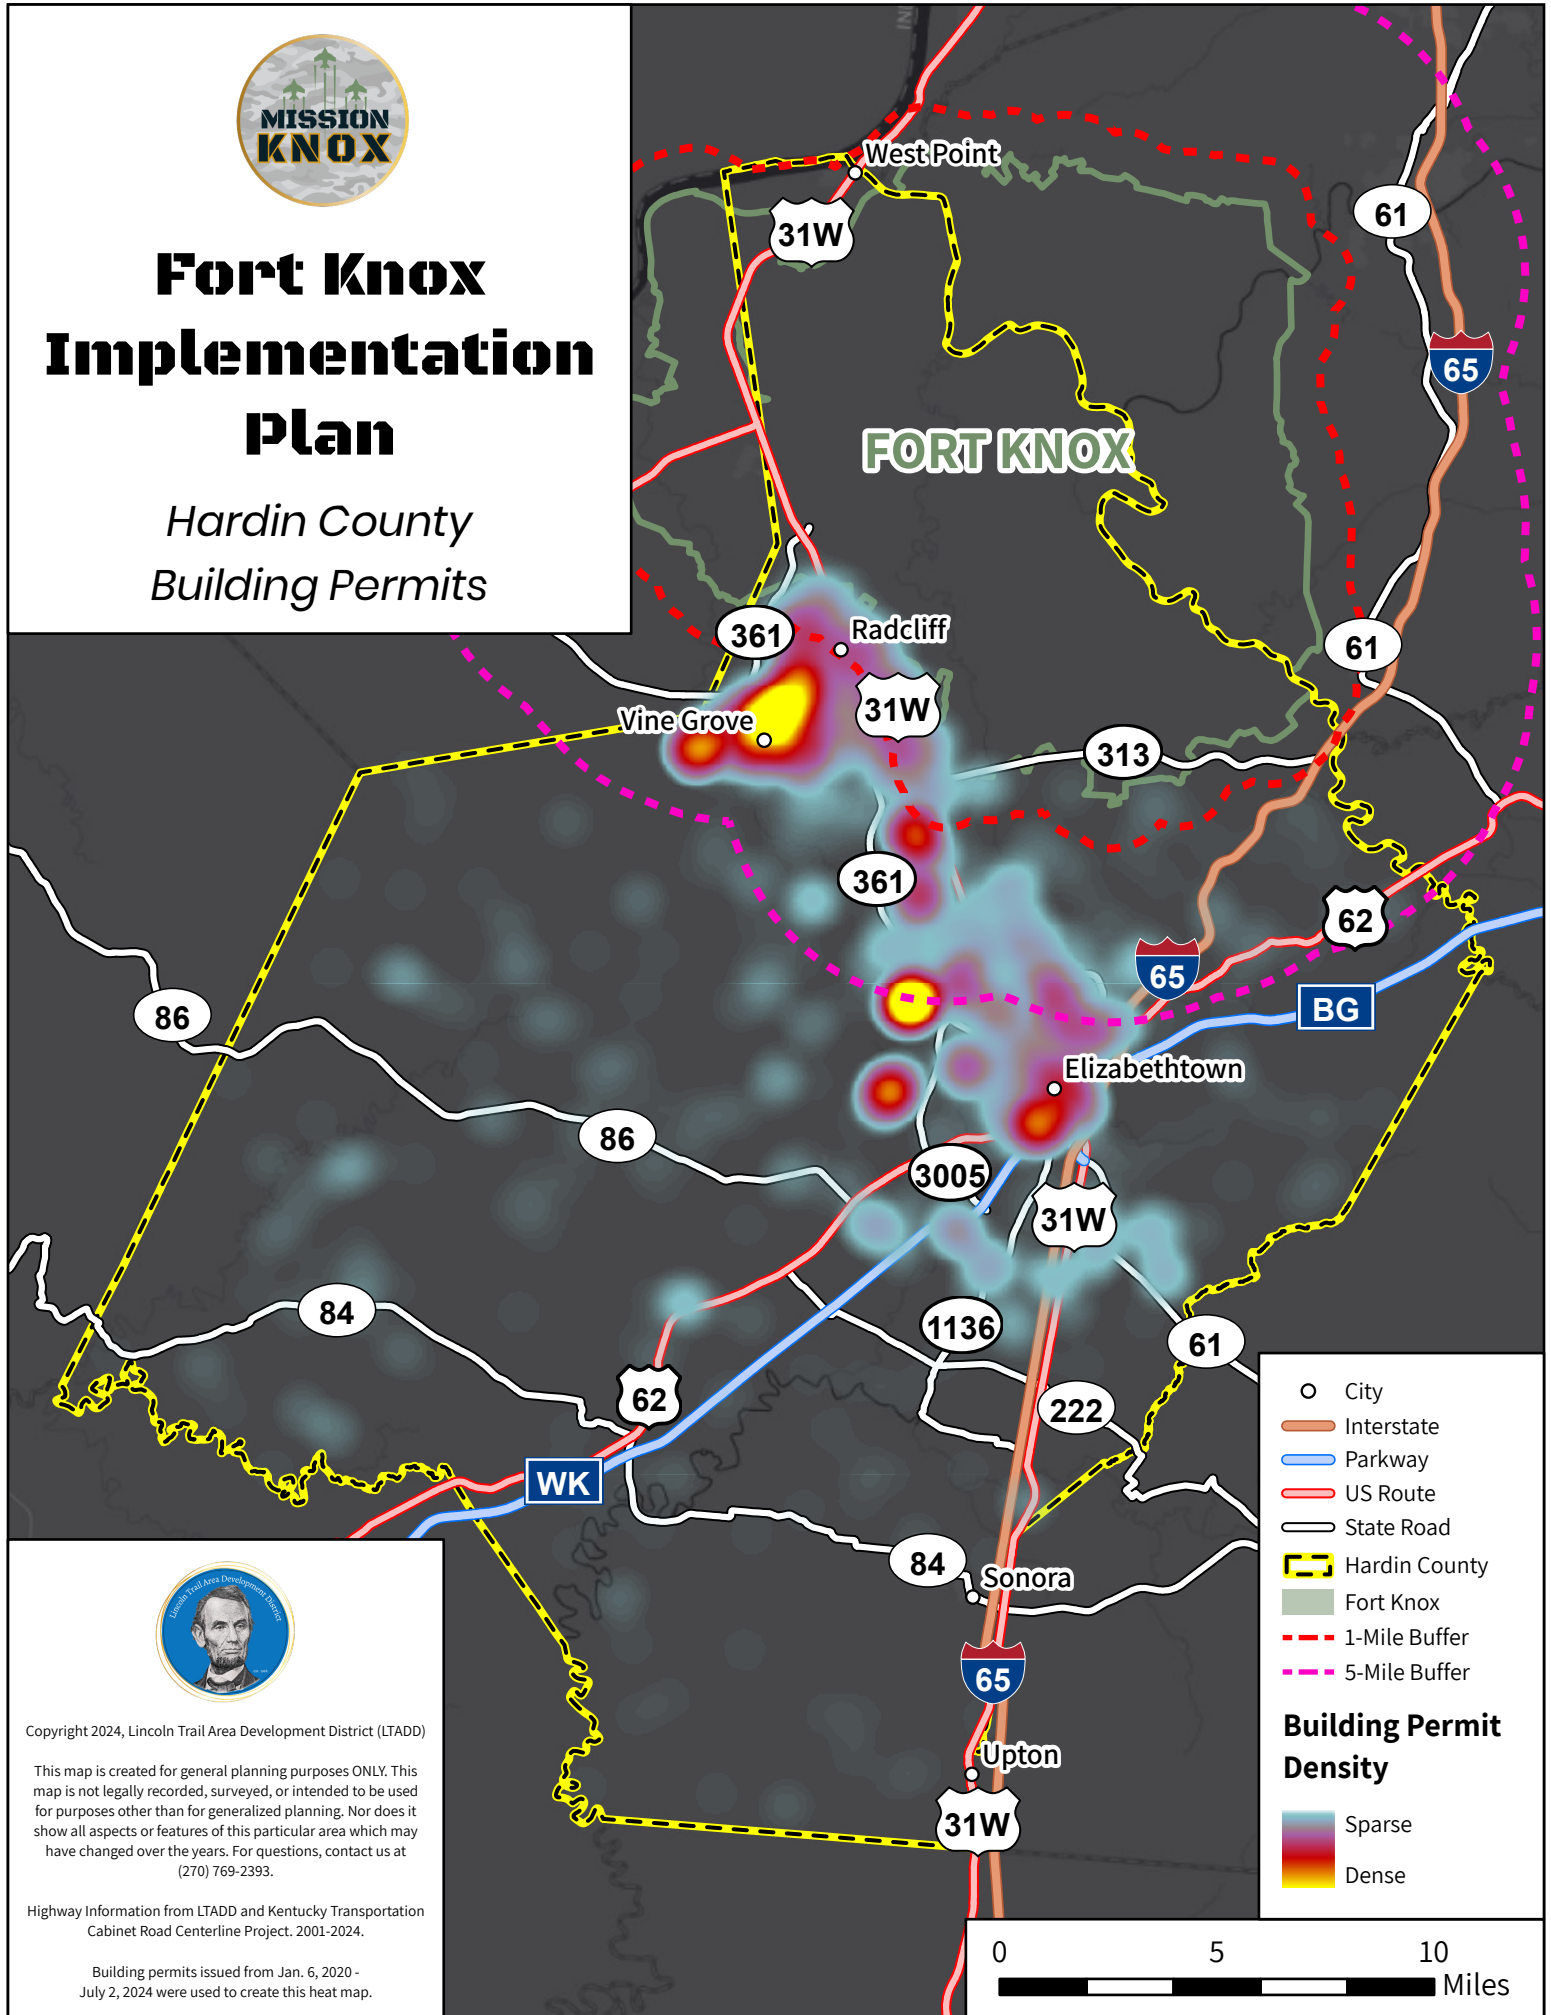 MISSION
KNOX
Fort Knox
Implementation
Plan
Hardin County
Building Permits
West Point
31W
61
65
FORT KNOX
361
Radcliff
61
31W
Vine Grove
313
361
62
65
BG
86
Elizabethtown
86
3005
31W
84
1136
61
62
222
WK
84
Sonora
65
Upton
31W
City
Interstate
Parkway
US Route
State Road
Hardin County
Fort Knox
1-Mile Buffer
5-Mile Buffer
Building Permit
Density
Sparse
Dense
0 5 10
Miles
Lincoln Trail Area Development District
Copyright 2024, Lincoln Trail Area Development District (LTADD)
This map is created for general planning purposes ONLY. This
map is not legally recorded, surveyed, or intended to be used
for purposes other than for generalized planning. Nor does it
show all aspects or features of this particular area which may
have changed over the years. For questions, contact us at
(270) 769-2393.
Highway Information from LTADD and Kentucky Transportation
Cabinet Road Centerline Project. 2001-2024.
Building permits issued from Jan. 6, 2020 -
July 2, 2024 were used to create this heat map.